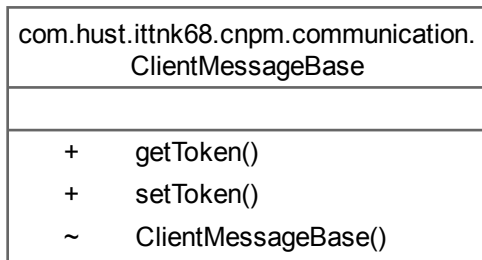 com.hust.ittnk68.cnpm.communication.
ClientMessageBase
+ getToken()
+ setToken()
~ ClientMessageBase()